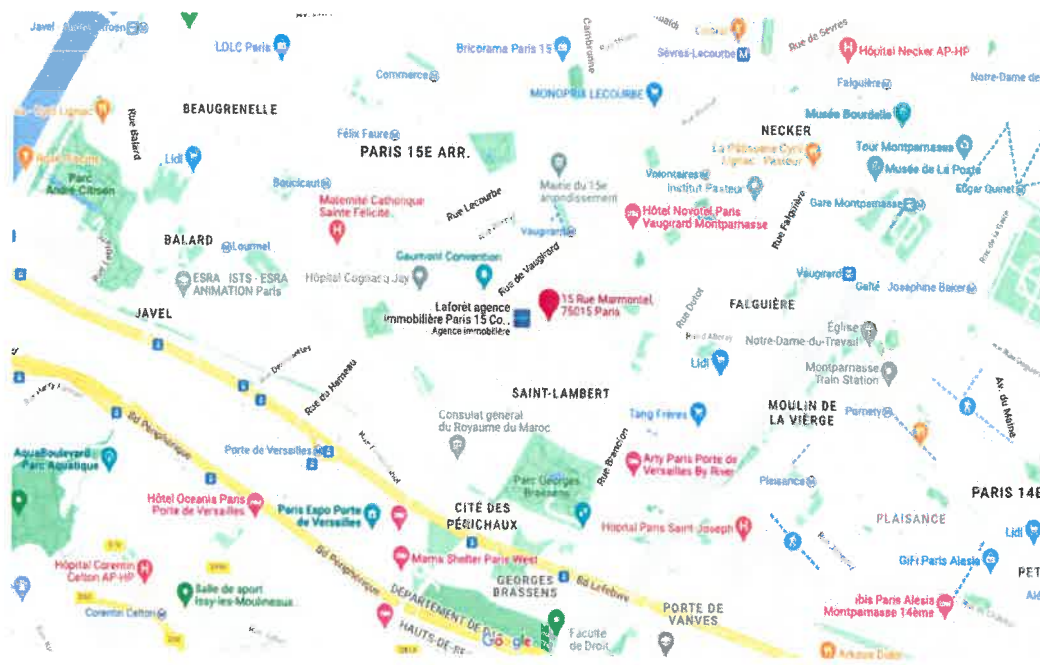 LDLC Paris
Bricorama Paris 15
Cambronne
Sèvres-Lecourbe
Rue de Sèvres
Hôpital Necker AP-HP
Commerce
MONOPRIX LECOURBE
Falguière
Notre-Dame de
BEAUGRENELLE
Rue Balard
Félix Faure
NECKER
Musée Bourdelle
PARIS 15E ARR.
Lidl
Tour Montparnasse
Parc
André-Citroën
Boucicaut
Mairie du 15e
arrondissement
Volontaires
Institut Pasteur
Musée de La Poste
Edgar Quinet
Maternité Catholique
Sainte Félicité
Rue Lecourbe
Hôtel Novotel Paris
Vaugirard Montparnasse
Rue Falguière
Gare Montparnasse
BALARD
Lourmel
Vaugirard
Rue de Vaugirard
Gaumont Convention
Hôpital Cognacq Jay
ESRA - ISTS - ESRA
ANIMATION Paris
Vaugirard
Gaîté - Joséphine Baker
JAVEL
Laforêt agence
immobilière Paris 15 Co...
Agence immobilière
15 Rue Marmontel,
75015 Paris
Rue Dutot
FALGUIÈRE
Église
Notre-Dame-du-Travail
Lidl
Montparnasse
Train Station
Rue du Hameau
SAINT-LAMBERT
Consulat général
du Royaume du Maroc
Tang Frères
MOULIN DE
LA VIERGE
Pernety
Av. du Maine
Bd Périphérique
Porte de Versailles
AquaBoulevard :
Parc Aquatique
Rue Brancion
Arty Paris Porte de
Versailles By River
Parc Georges
Brassens
Plaisance
PARIS 14E
Hôtel Oceania Paris
Porte de Versailles
Paris Expo Porte
de Versailles
CITÉ DES
PÉRICHAUX
Hôpital Paris Saint-Joseph
PLAISANCE
Lidl
Mama Shelter Paris West
Bd Périphérique
Hôpital Corentin
Celton AP-HP
GEORGES
BRASSENS
Bd Lefebvre
GiFi Paris Alesia
Salle de sport
Issy-les-Moulineaux
Corentin Celton
PORTE DE
VANVES
ibis Paris Alesia
Montparnasse 14ème
Google
Faculté
de Droit